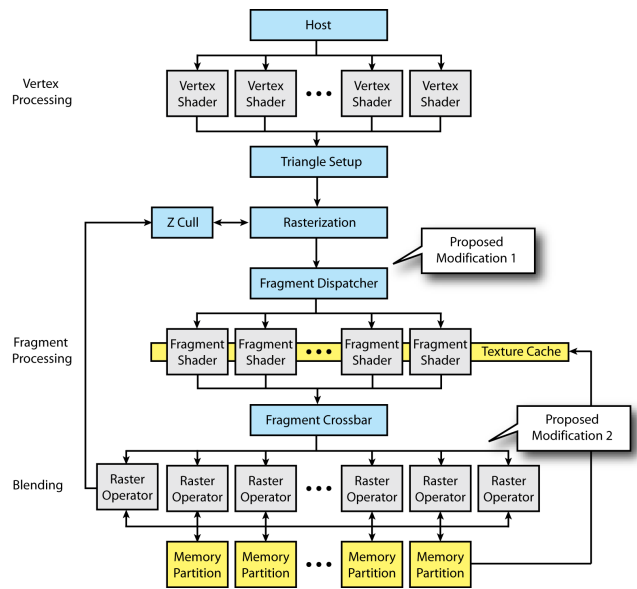 Host
Vertex
Processing
Vertex
Shader
Vertex
Shader
Vertex
Shader
Vertex
Shader
Triangle Setup
Z Cull
Rasterization
Proposed
Modification 1
Fragment Dispatcher
Fragment
Processing
Fragment
Shader
Fragment
Shader
Fragment
Shader
Fragment
Shader
Texture Cache
Fragment Crossbar
Proposed
Modification 2
Blending
Raster
Operator
Raster
Operator
Raster
Operator
Raster
Operator
Raster
Operator
Raster
Operator
Memory
Partition
Memory
Partition
Memory
Partition
Memory
Partition